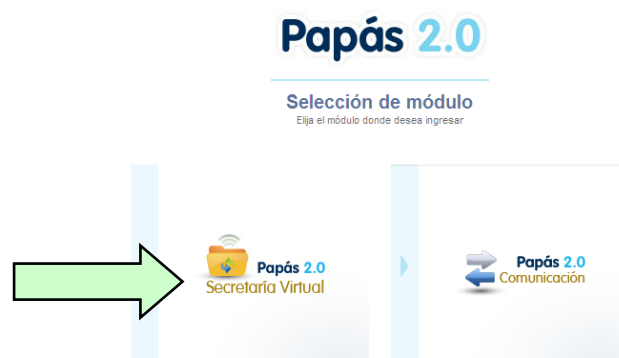 Papás 2.0
Selección de módulo
Elija el módulo donde desea ingresar
Papás 2.0
Secretaría Virtual
Papás 2.0
Comunicación